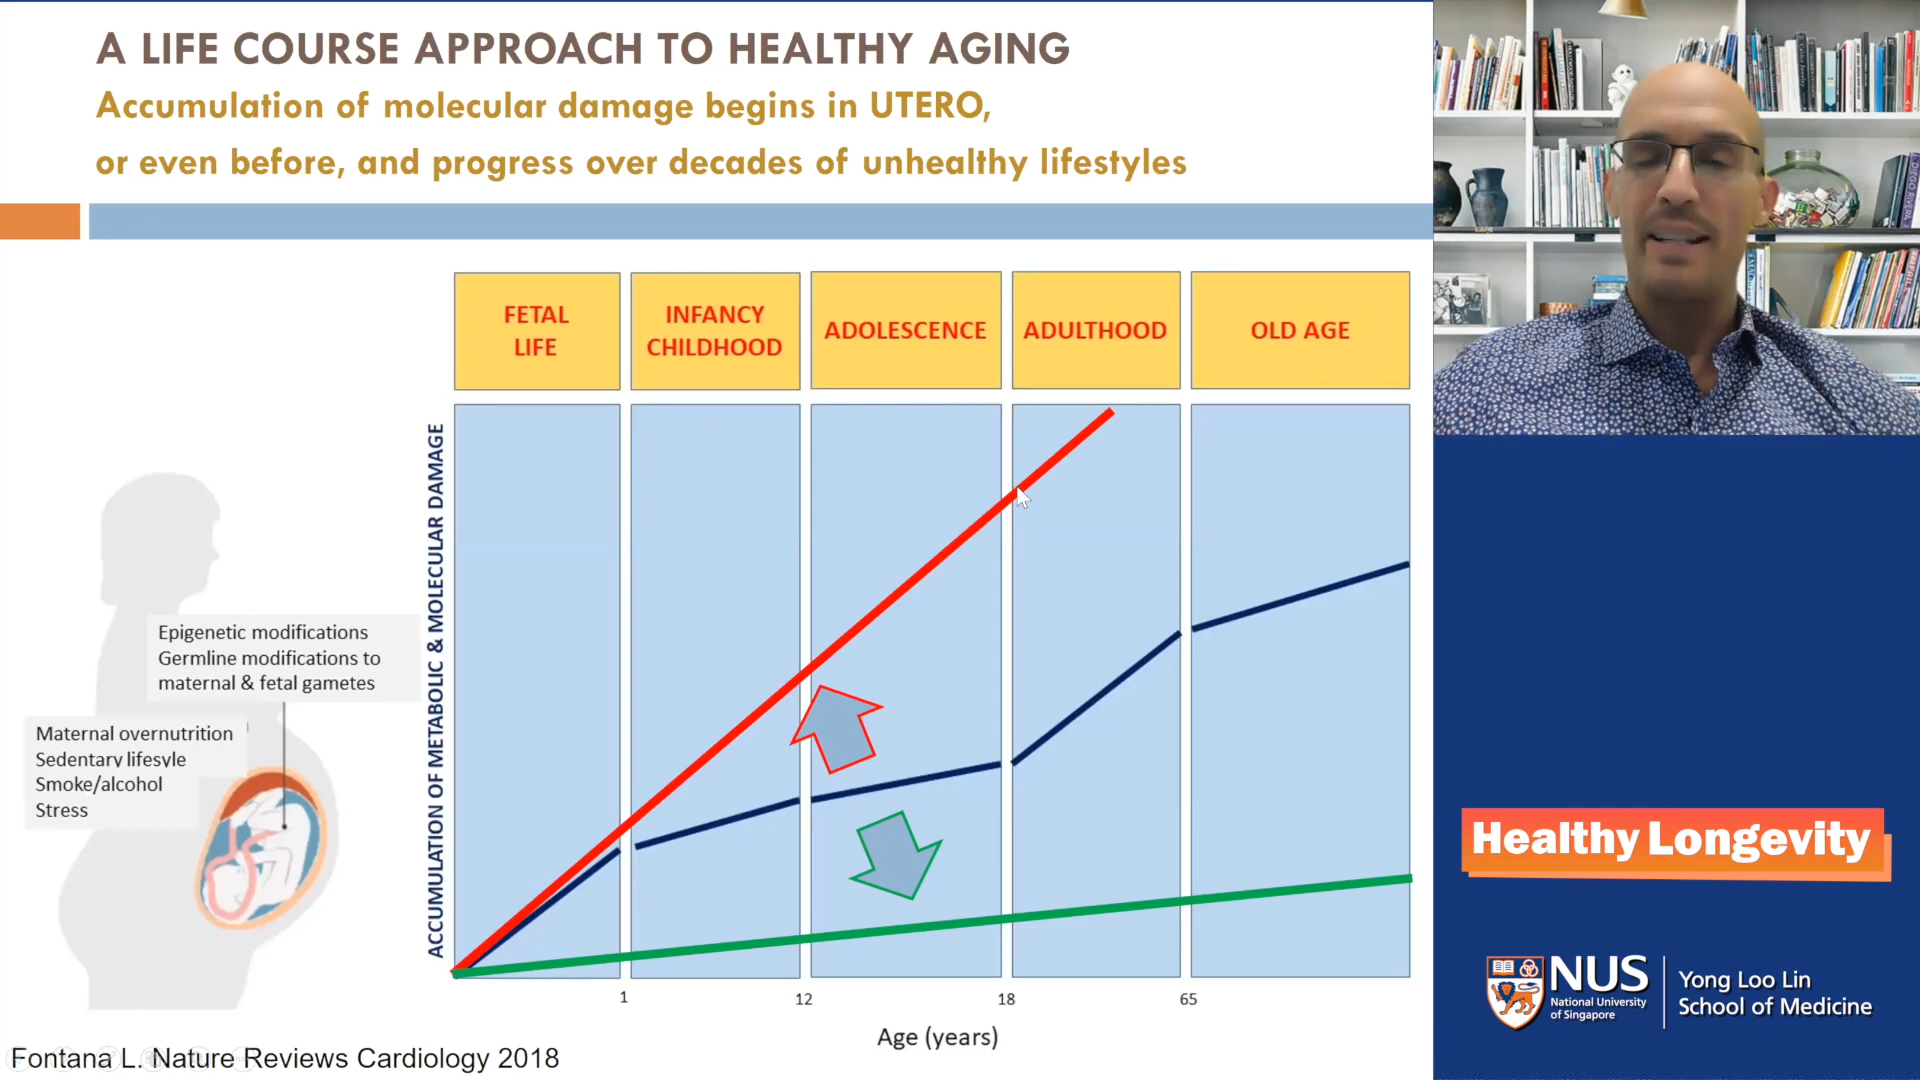 A LIFE COURSE APPROACH TO HEALTHY AGING
Accumulation of molecular damage begins in UTERO,
or even before, and progress over decades of unhealthy lifestyles
FETAL
LIFE
INFANCY
CHILDHOOD
ADOLESCENCE
ADULTHOOD
OLD AGE
ACCUMULATION OF METABOLIC & MOLECULAR DAMAGE
Epigenetic modifications
Germline modifications to
maternal & fetal gametes
Maternal overnutrition
Sedentary lifesyle
Smoke/alcohol
Stress
1
12
18
65
Age (years)
Fontana L. Nature Reviews Cardiology 2018
DIEGO RIVERA
Healthy Longevity
NUS
National University
of Singapore
Yong Loo Lin
School of Medicine